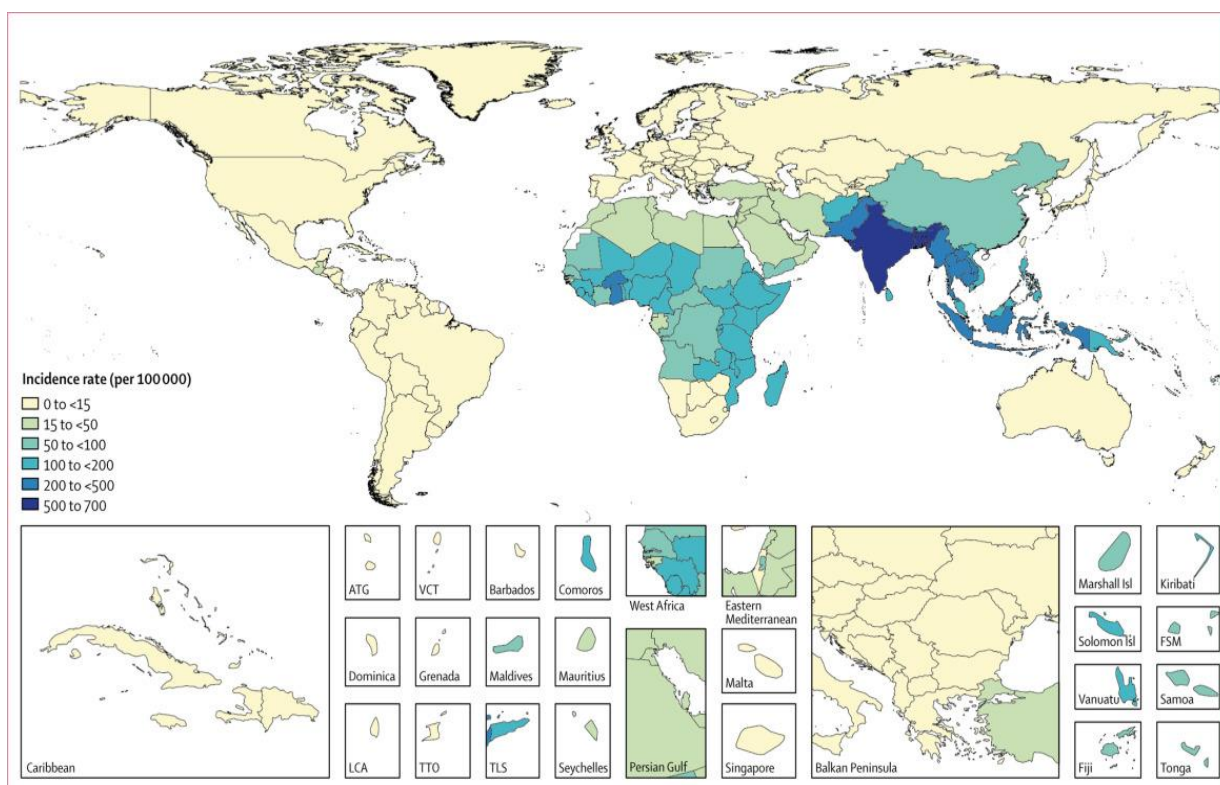 Incidence rate (per 100 000)
0 to <15
15 to <50
50 to <100
100 to <200
200 to <500
500 to 700
Caribbean
ATG
VCT
Barbados
Comoros
West Africa
Eastern
Mediterranean
Marshall Isl
Kiribati
Dominica
Grenada
Maldives
Mauritius
Malta
Solomon Isl
FSM
Vanuatu
Samoa
LCA
TTO
TLS
Seychelles
Persian Gulf
Singapore
Balkan Peninsula
Fiji
Tonga